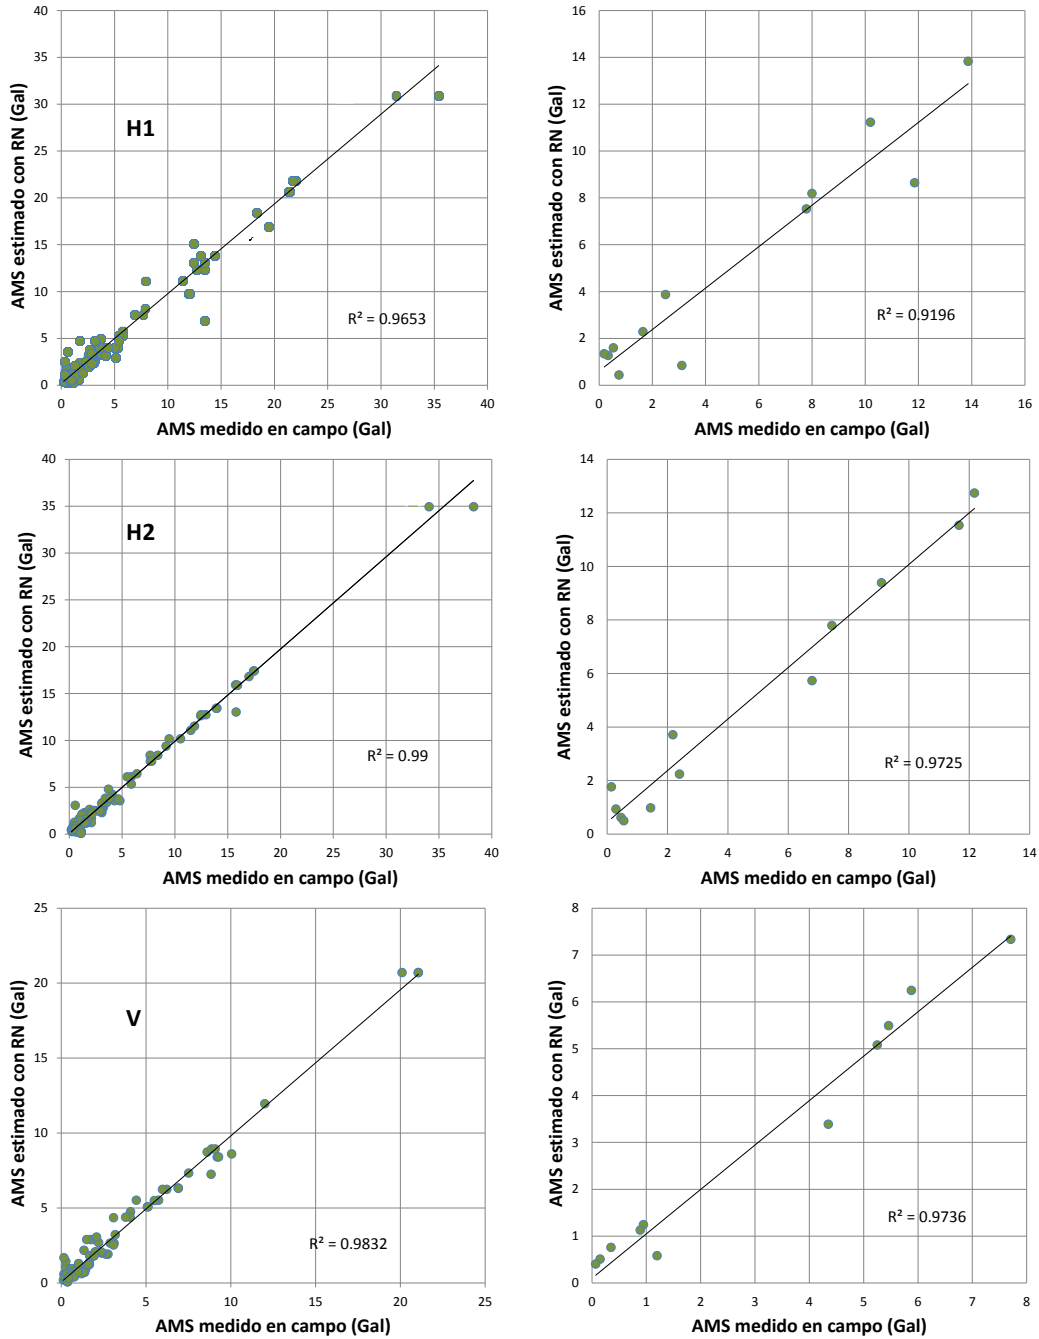 40
35
30
25
20
15
10
5
0
0 5 10 15 20 25 30 35 40
AMS estimado con RN (Gal)
H1
R² = 0.9653
AMS medido en campo (Gal)
16
14
12
10
8
6
4
2
0
0 2 4 6 8 10 12 14 16
AMS estimado con RN (Gal)
R² = 0.9196
AMS medido en campo (Gal)
40
35
30
25
20
15
10
5
0
0 5 10 15 20 25 30 35 40
AMS estimado con RN (Gal)
H2
R² = 0.99
AMS medido en campo (Gal)
14
12
10
8
6
4
2
0
0 2 4 6 8 10 12 14
AMS estimado con RN (Gal)
R² = 0.9725
AMS medido en campo (Gal)
25
20
15
10
5
0
0 5 10 15 20 25
AMS estimado con RN (Gal)
V
R² = 0.9832
AMS medido en campo (Gal)
8
7
6
5
4
3
2
1
0
0 1 2 3 4 5 6 7 8
AMS estimado con RN (Gal)
R² = 0.9736
AMS medido en campo (Gal)